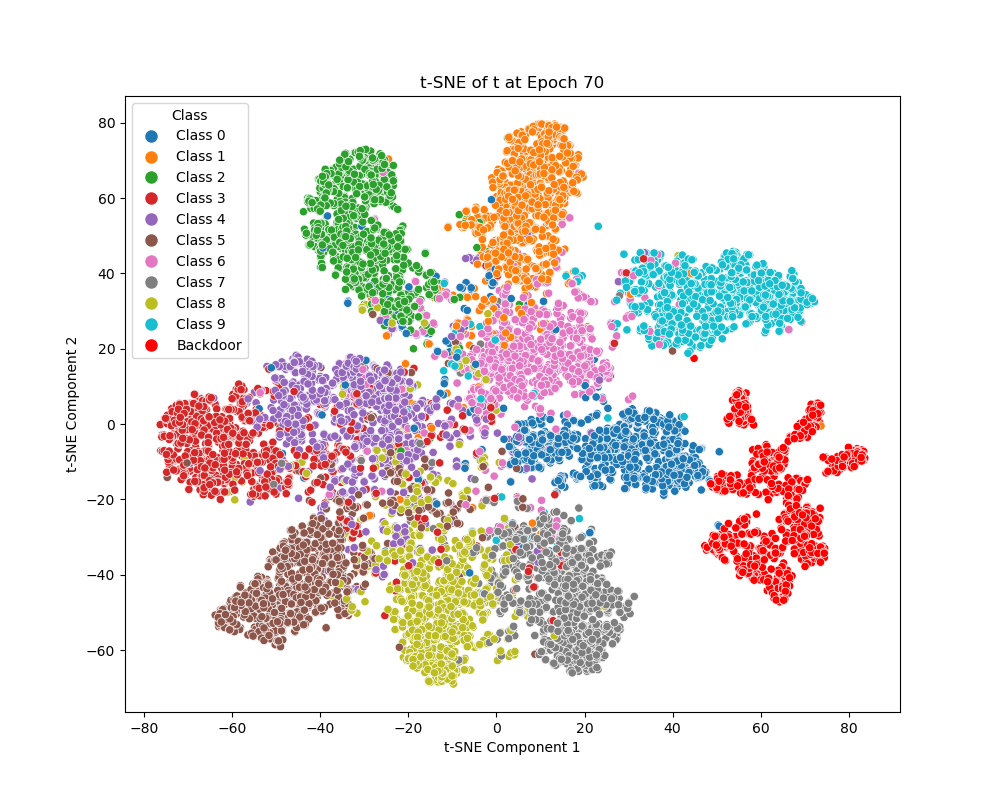 t-SNE of t at Epoch 70
Class
Class 0
Class 1
Class 2
Class 3
Class 4
Class 5
Class 6
Class 7
Class 8
Class 9
Backdoor
80
60
40
20
0
−20
−40
−60
t-SNE Component 2
−80 −60 −40 −20 0 20 40 60 80
t-SNE Component 1